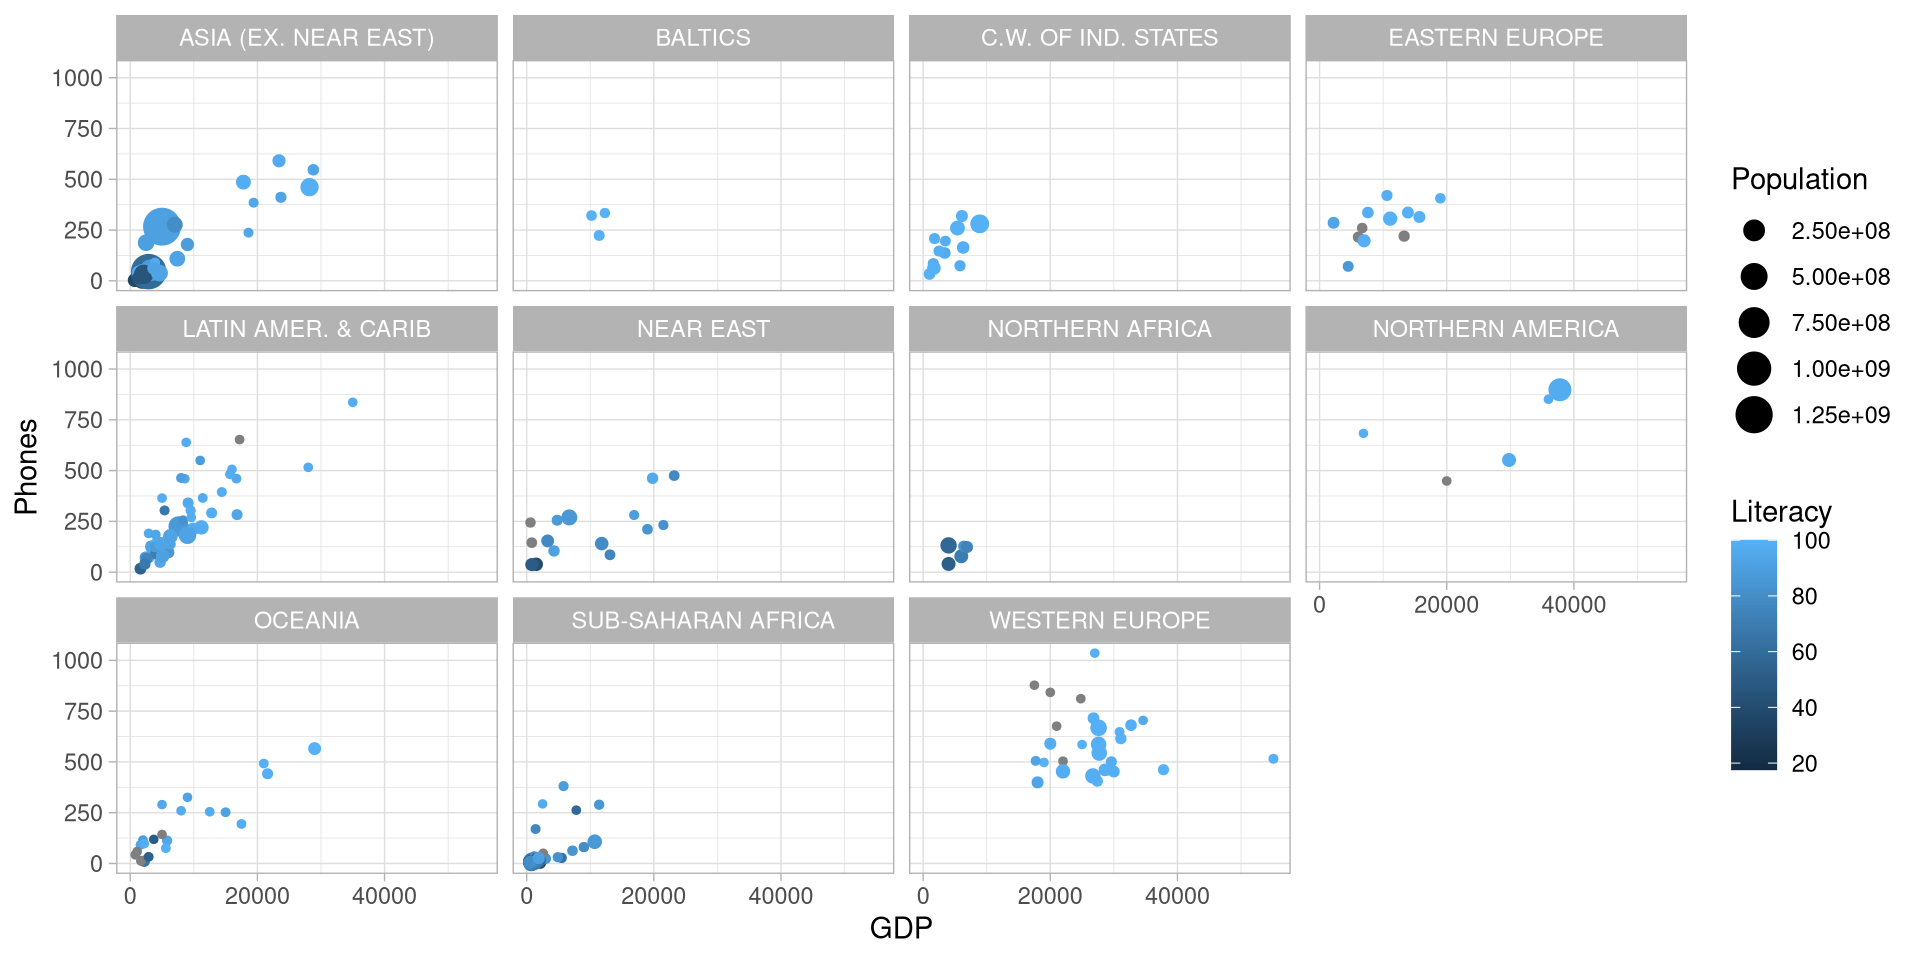 ASIA (EX. NEAR EAST) BALTICS C.W. OF IND. STATES EASTERN EUROPE
1000
750
500
250
0
LATIN AMER. & CARIB NEAR EAST NORTHERN AFRICA NORTHERN AMERICA
1000
750
500
250
0
0 20000 40000
OCEANIA SUB-SAHARAN AFRICA WESTERN EUROPE
1000
750
500
250
0
0 20000 40000 0 20000 40000 0 20000 40000
GDP
Phones
Population
2.50e+08
5.00e+08
7.50e+08
1.00e+09
1.25e+09
Literacy
100
80
60
40
20